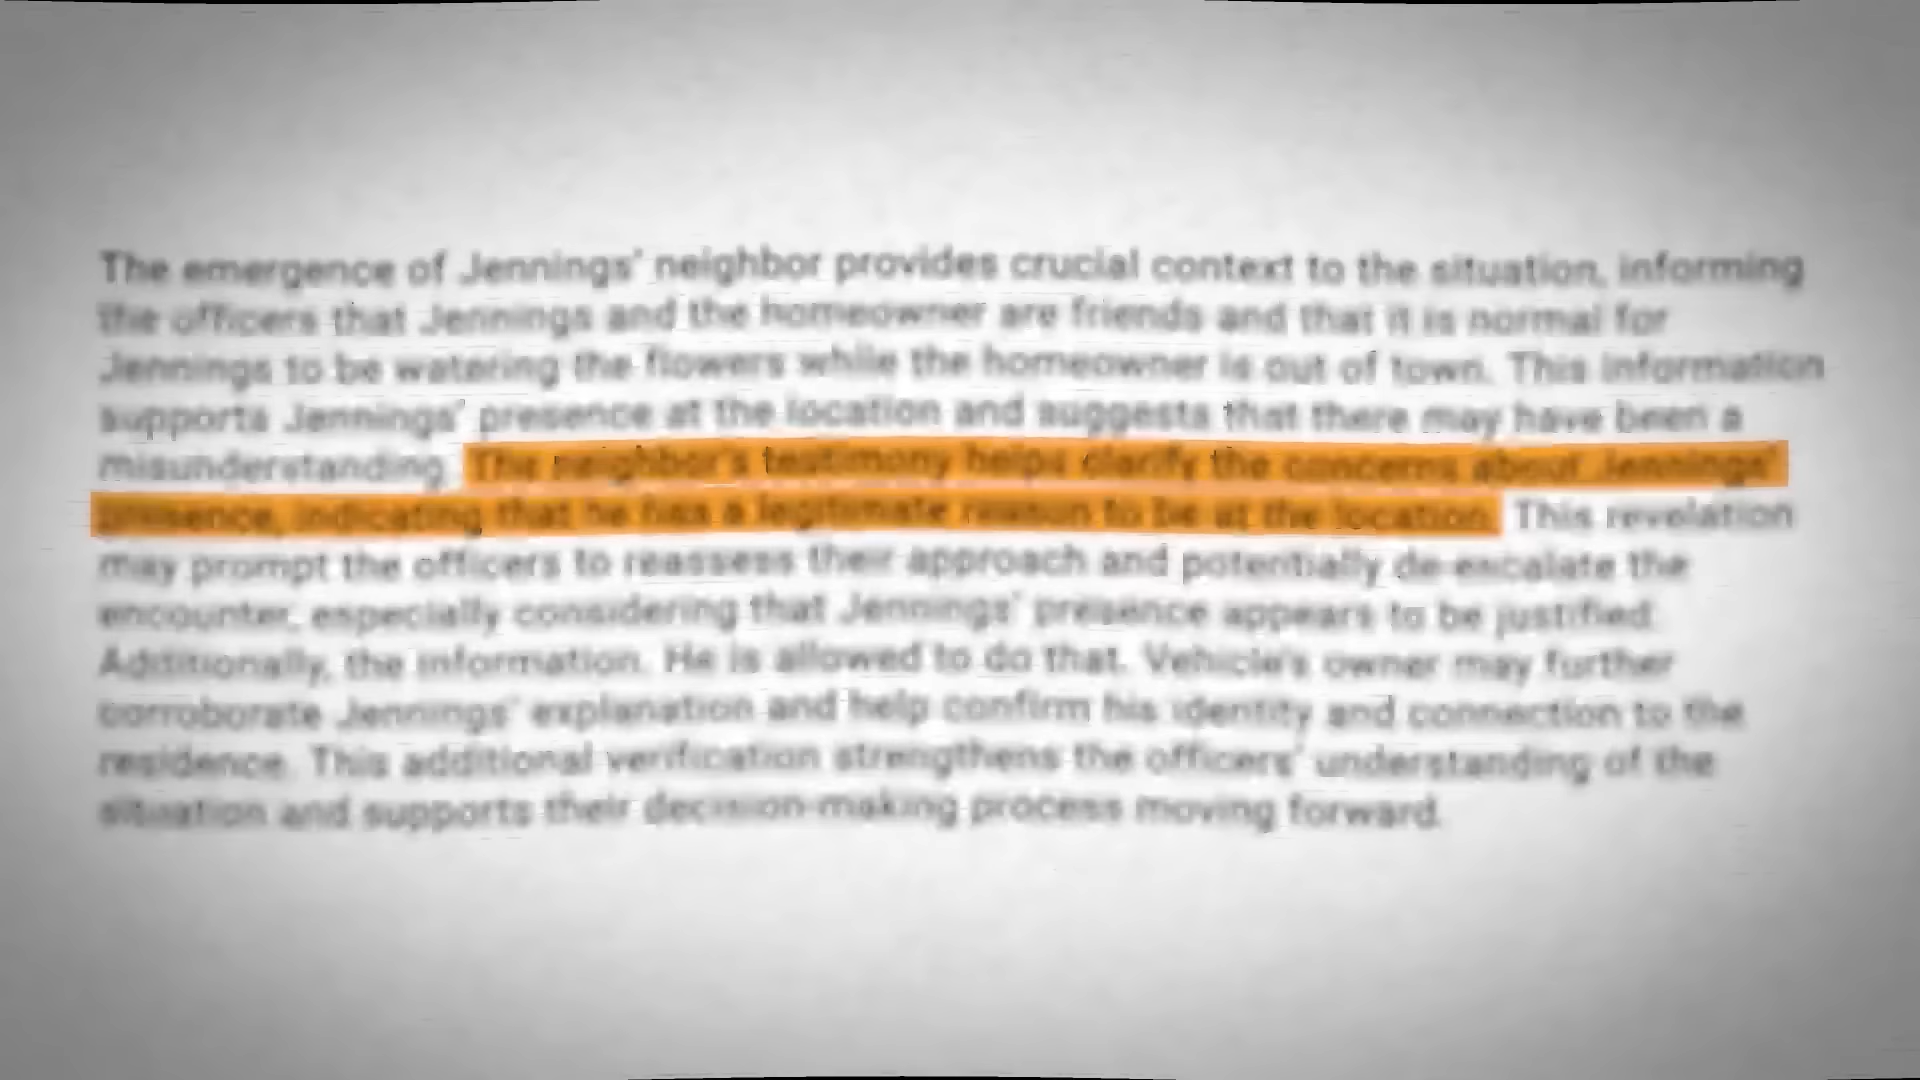 The emergence of Jennings' neighbor provides crucial context to the situation, informing
the officers that Jennings and the homeowner are friends and that it is normal for
Jennings to be watering the flowers while the homeowner is out of town. This information
supports Jennings' presence at the location and suggests that there may have been a
misunderstanding. The neighbor's testimony helps clarify the concerns about Jennings'
presence, indicating that he has a legitimate reason to be at the location. This revelation
may prompt the officers to reassess their approach and potentially de-escalate the
encounter, especially considering that Jennings' presence appears to be justified.
Additionally, the information. He is allowed to do that. Vehicle's owner may further
corroborate Jennings' explanation and help confirm his identity and connection to the
residence. This additional verification strengthens the officers' understanding of the
situation and supports their decision-making process moving forward.